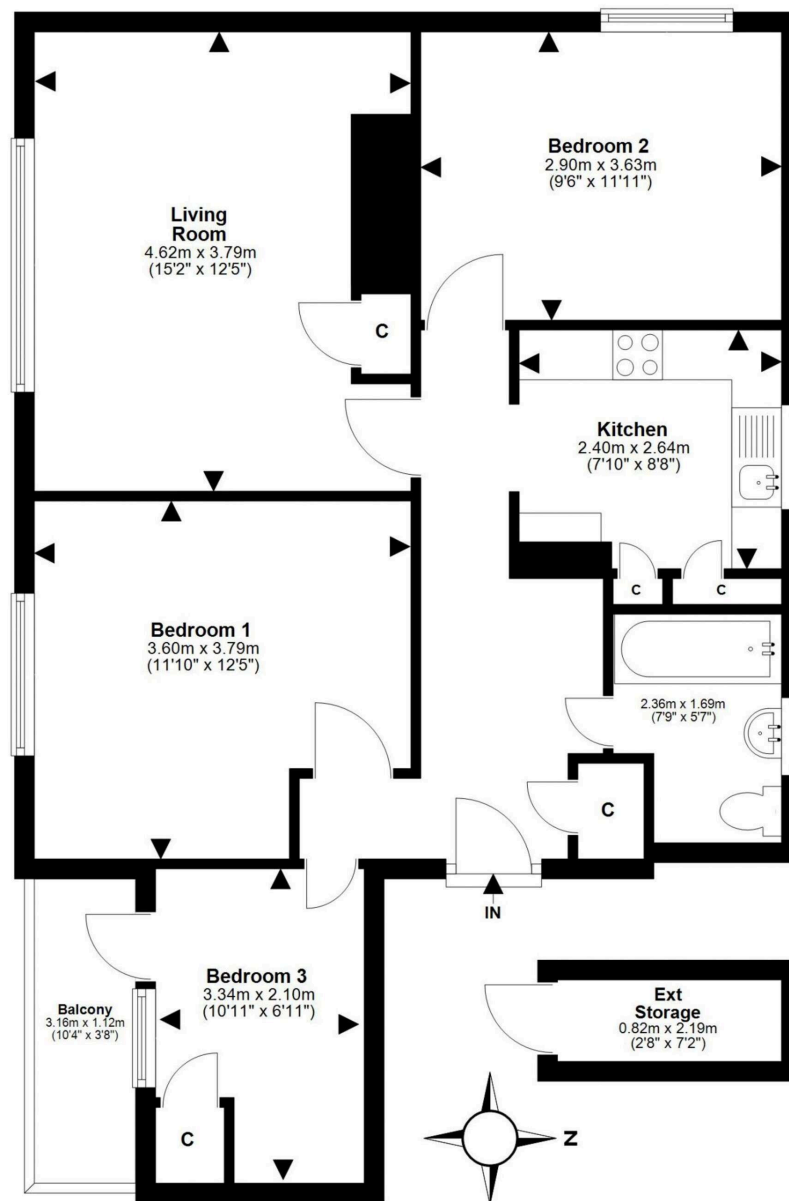 Living
Room
4.62m x 3.79m
(15'2" x 12'5")
C
Bedroom 2
2.90m x 3.63m
(9'6" x 11'11")
Kitchen
2.40m x 2.64m
(7'10" x 8'8")
C
C
Bedroom 1
3.60m x 3.79m
(11'10" x 12'5")
2.36m x 1.69m
(7'9" x 5'7")
C
IN
Bedroom 3
3.34m x 2.10m
(10'11" x 6'11")
Balcony
3.16m x 1.12m
(10'4" x 3'8")
C
Ext
Storage
0.82m x 2.19m
(2'8" x 7'2")
N